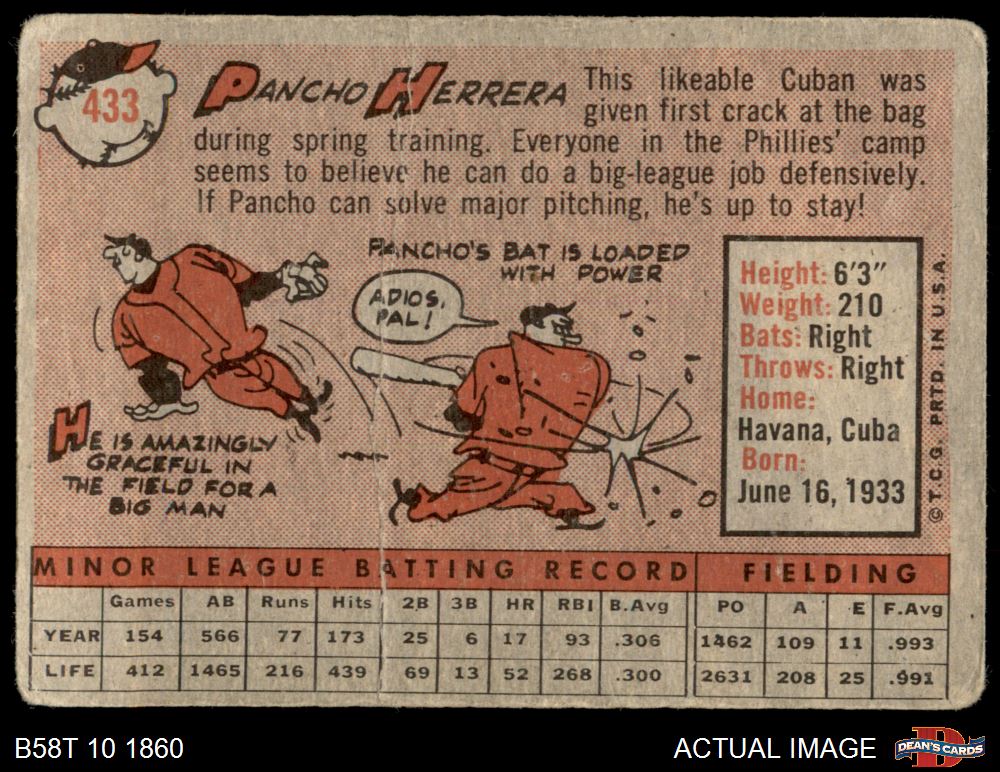 433
PANCHO HERRERA
This likeable Cuban was
given first crack at the bag
during spring training. Everyone in the Phillies' camp
seems to believe he can do a big-league job defensively.
If Pancho can solve major pitching, he's up to stay!
PANCHO'S BAT IS LOADED
WITH POWER
ADIOS,
PAL!
HE IS AMAZINGLY
GRACEFUL IN
THE FIELD FOR A
BIG MAN
Height: 6'3"
Weight: 210
Bats: Right
Throws: Right
Home:
Havana, Cuba
Born:
June 16, 1933
©T.C.G. PRTD. IN U.S.A.
MINOR LEAGUE BATTING RECORD FIELDING
Games AB Runs Hits 2B 3B HR RBI B.Avg PO A E F.Avg
YEAR 154 566 77 173 25 6 17 93 .306 1462 109 11 .993
LIFE 412 1465 216 439 69 13 52 268 .300 2631 208 25 .991
B58T 10 1860
ACTUAL IMAGE
D
DEAN'S CARDS